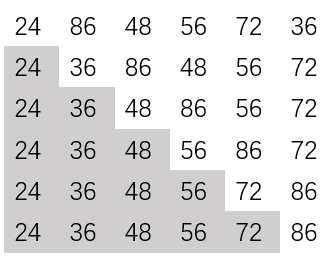 24 86 48 56 72 36
24 36 86 48 56 72
24 36 48 86 56 72
24 36 48 56 86 72
24 36 48 56 72 86
24 36 48 56 72 86